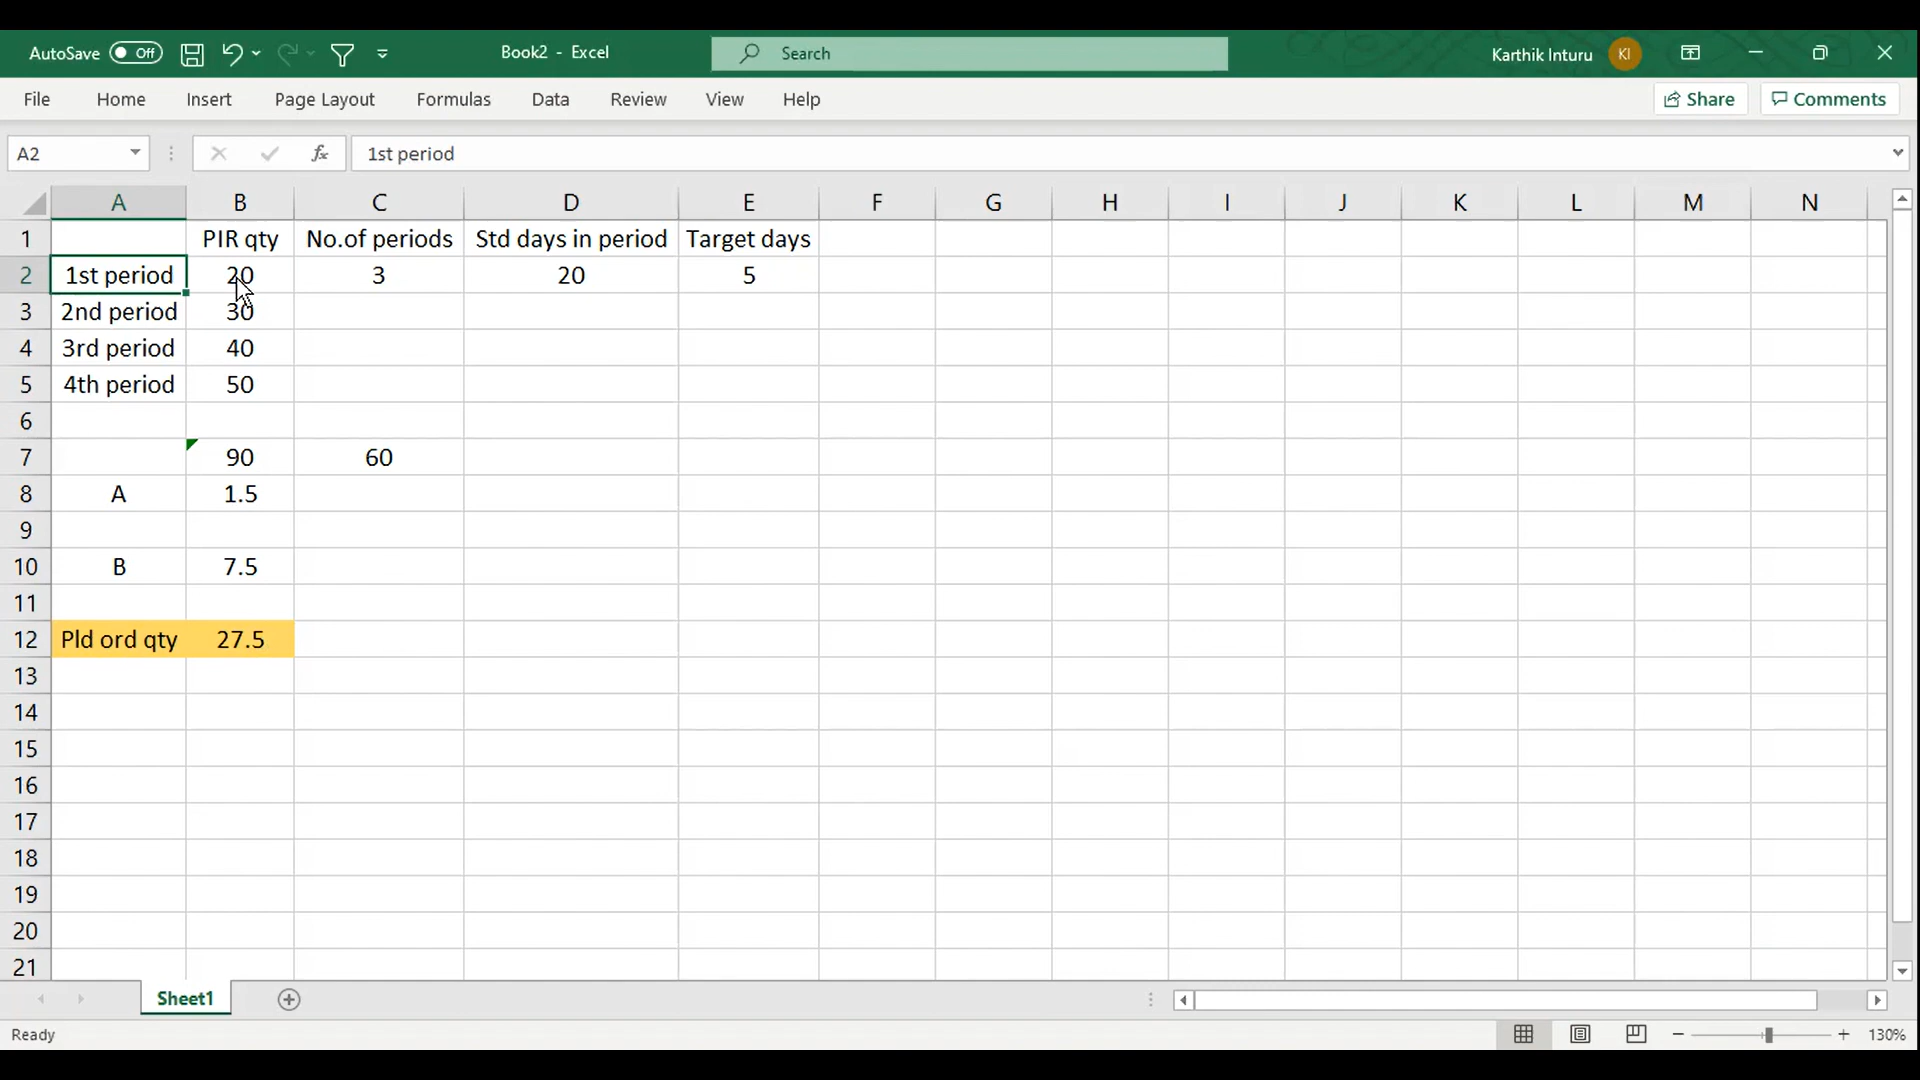 AutoSave Off Book2 - Excel Search Karthik Inturu KI
File Home Insert Page Layout Formulas Data Review View Help Share Comments
A2 fx 1st period
A B C D E F G H I J K L M N
1 PIR qty No.of periods Std days in period Target days
2 1st period 20 3 20 5
3 2nd period 30
4 3rd period 40
5 4th period 50
6
7 90 60
8 A 1.5
9
10 B 7.5
11
12 Pld ord qty 27.5
13
14
15
16
17
18
19
20
21
Sheet1
Ready 130%